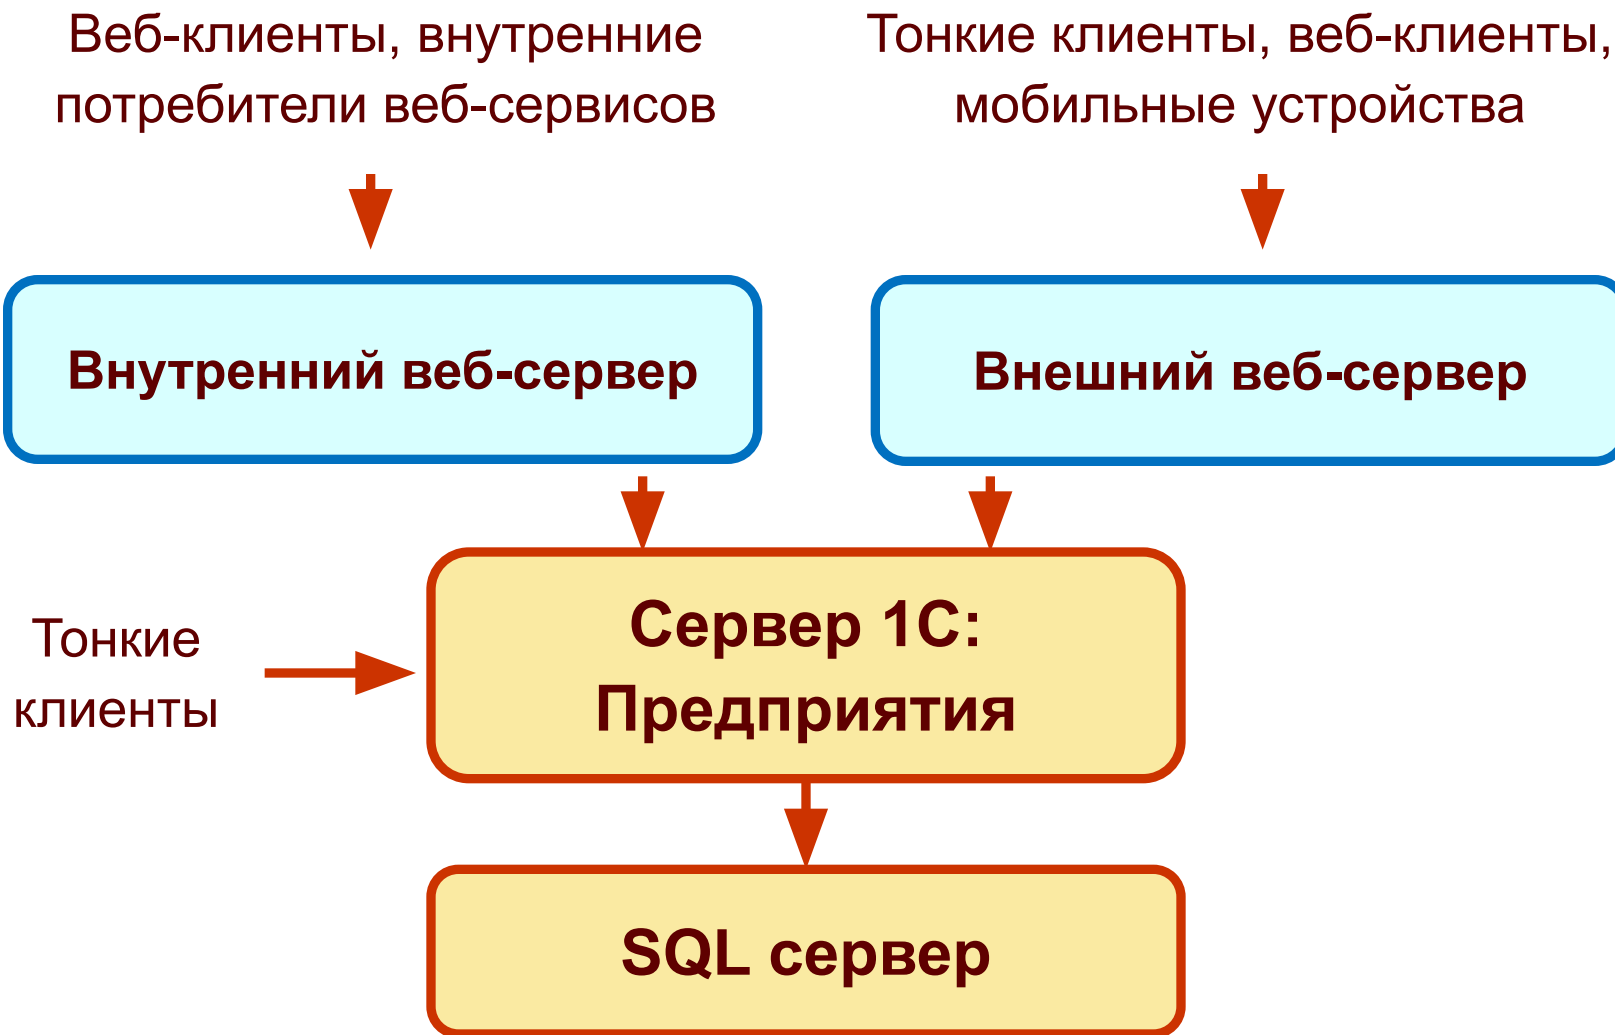 Веб-клиенты, внутренние
потребители веб-сервисов
Тонкие клиенты, веб-клиенты,
мобильные устройства
Внутренний веб-сервер
Внешний веб-сервер
Тонкие
клиенты
Сервер 1С:
Предприятия
SQL сервер